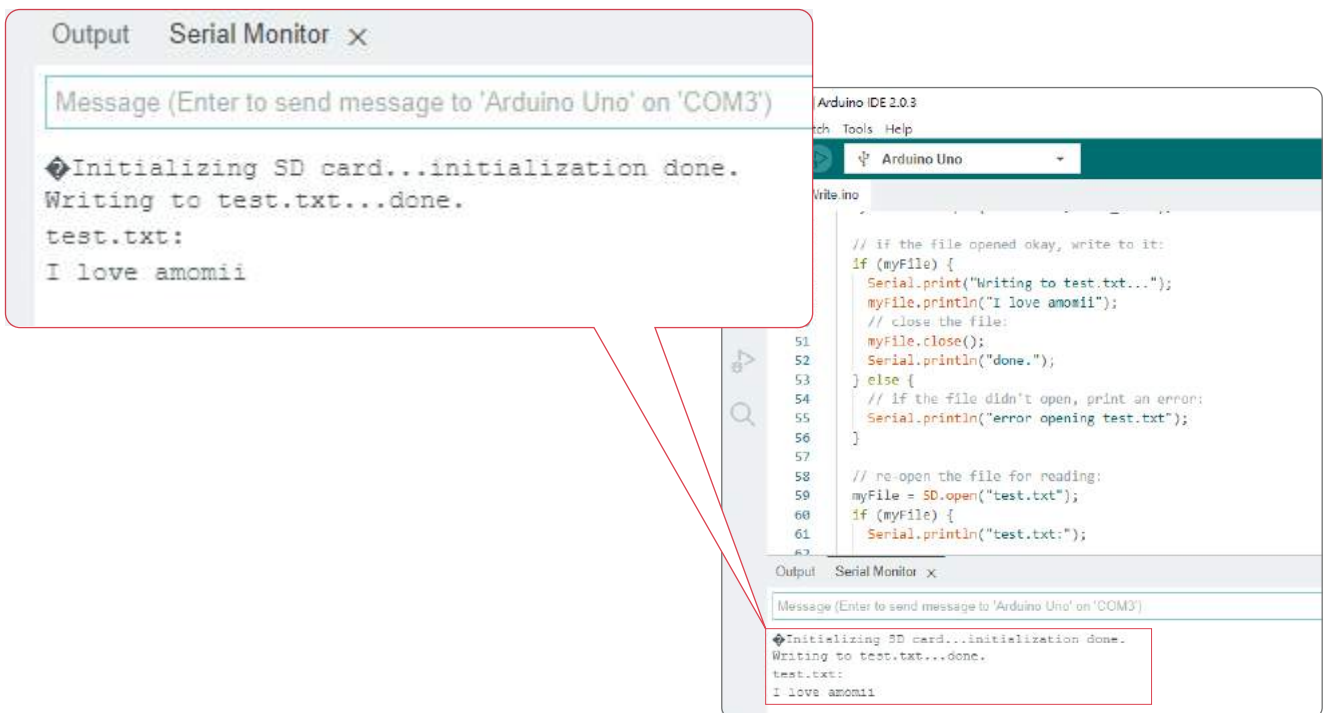 Output Serial Monitor ×
Message (Enter to send message to 'Arduino Uno' on 'COM3')
�Initializing SD card...initialization done.
Writing to test.txt...done.
test.txt:
I love amomii
Arduino IDE 2.0.3
tch Tools Help
Arduino Uno
Write.ino
// if the file opened okay, write to it:
if (myFile) {
Serial.print("Writing to test.txt...");
myFile.println("I love amomii");
// close the file:
51 myFile.close();
52 Serial.println("done.");
53 } else {
54 // if the file didn't open, print an error:
55 Serial.println("error opening test.txt");
56 }
57
58 // re-open the file for reading:
59 myFile = SD.open("test.txt");
60 if (myFile) {
61 Serial.println("test.txt:");
62
Output Serial Monitor ×
Message (Enter to send message to 'Arduino Uno' on 'COM3')
�Initializing SD card...initialization done.
Writing to test.txt...done.
test.txt:
I love amomii